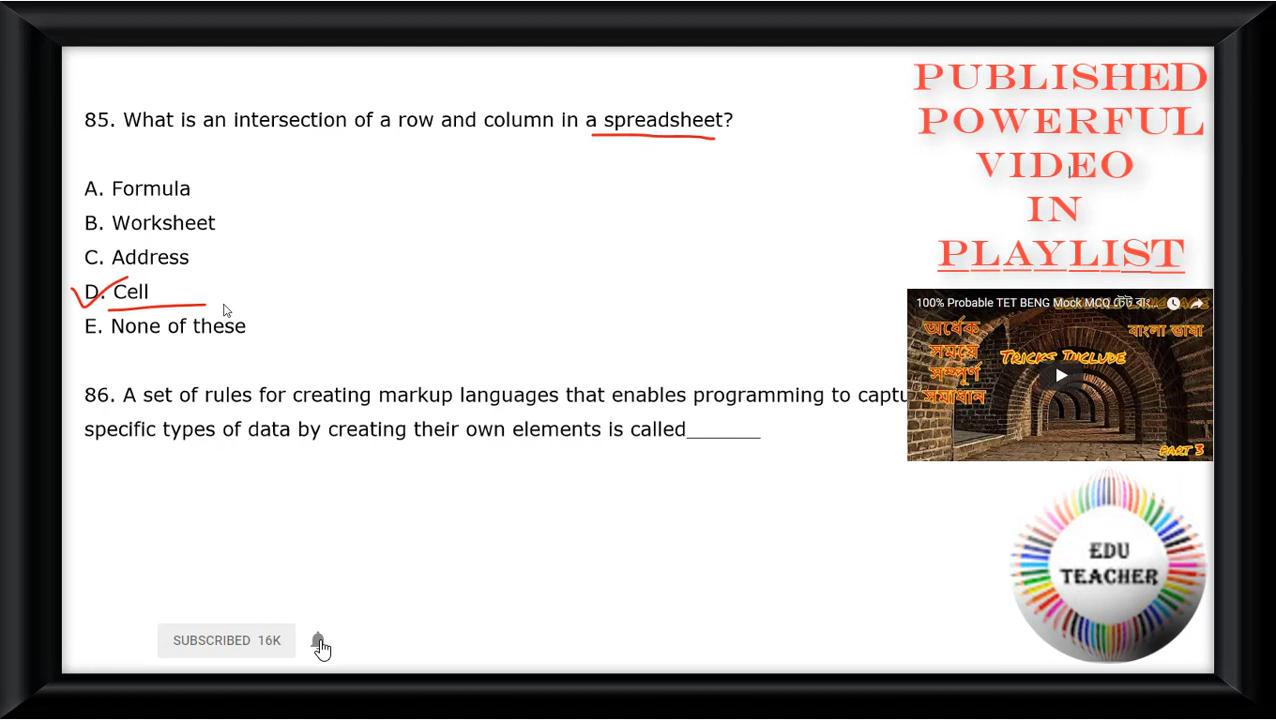 85. What is an intersection of a row and column in a spreadsheet?
A. Formula
B. Worksheet
C. Address
D. Cell
E. None of these
86. A set of rules for creating markup languages that enables programming to captu
specific types of data by creating their own elements is called_______
PUBLISHED
POWERFUL
VIDEO
IN
PLAYLIST
100% Probable TET BENG Mock MCQ টেট বাং...
অর্ধেক
সময়ে
সম্পূর্ণ
সমাধান
বাংলা ভাষা
TRICKS INCLUDE
PART 3
EDU
TEACHER
SUBSCRIBED 16K